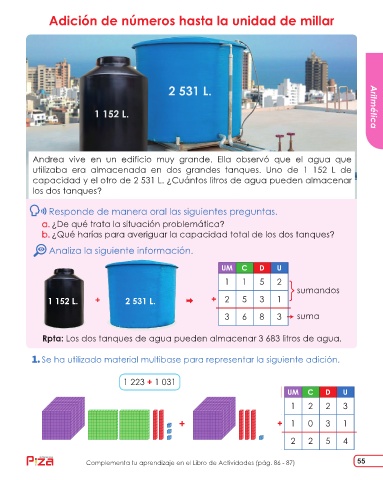 Adición de números hasta la unidad de millar
2 531 L.
1 152 L.
Aritmética
Andrea vive en un edificio muy grande. Ella observó que el agua que
utilizaba era almacenada en dos grandes tanques. Uno de 1 152 L de
capacidad y el otro de 2 531 L. ¿Cuántos litros de agua pueden almacenar
los dos tanques?
Responde de manera oral las siguientes preguntas.
a. ¿De qué trata la situación problemática?
b. ¿Qué harías para averiguar la capacidad total de los dos tanques?
Analiza la siguiente información.
UM C D U
1 1 5 2
sumandos
1 152 L. + 2 531 L. ⇒ + 2 5 3 1
3 6 8 3 → suma
Rpta: Los dos tanques de agua pueden almacenar 3 683 litros de agua.
1. Se ha utilizado material multibase para representar la siguiente adición.
1 223 + 1 031
UM C D U
1 2 2 3
+ + 1 0 3 1
2 2 5 4
Piza
Complementa tu aprendizaje en el Libro de Actividades (pág. 86 - 87)
55